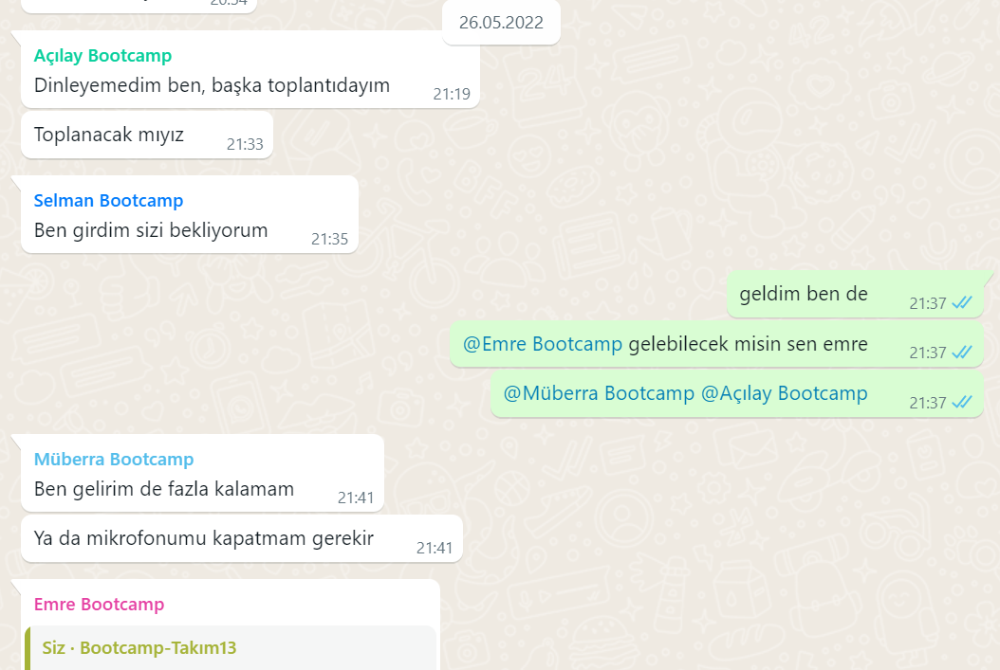 26.05.2022
Açılay Bootcamp
Dinleyemedim ben, başka toplantıdayım 21:19
Toplanacak mıyız 21:33
Selman Bootcamp
Ben girdim sizi bekliyorum 21:35
geldim ben de 21:37
@Emre Bootcamp gelebilecek misin sen emre 21:37
@Müberra Bootcamp @Açılay Bootcamp 21:37
Müberra Bootcamp
Ben gelirim de fazla kalamam 21:41
Ya da mikrofonumu kapatmam gerekir 21:41
Emre Bootcamp
Siz · Bootcamp-Takım13